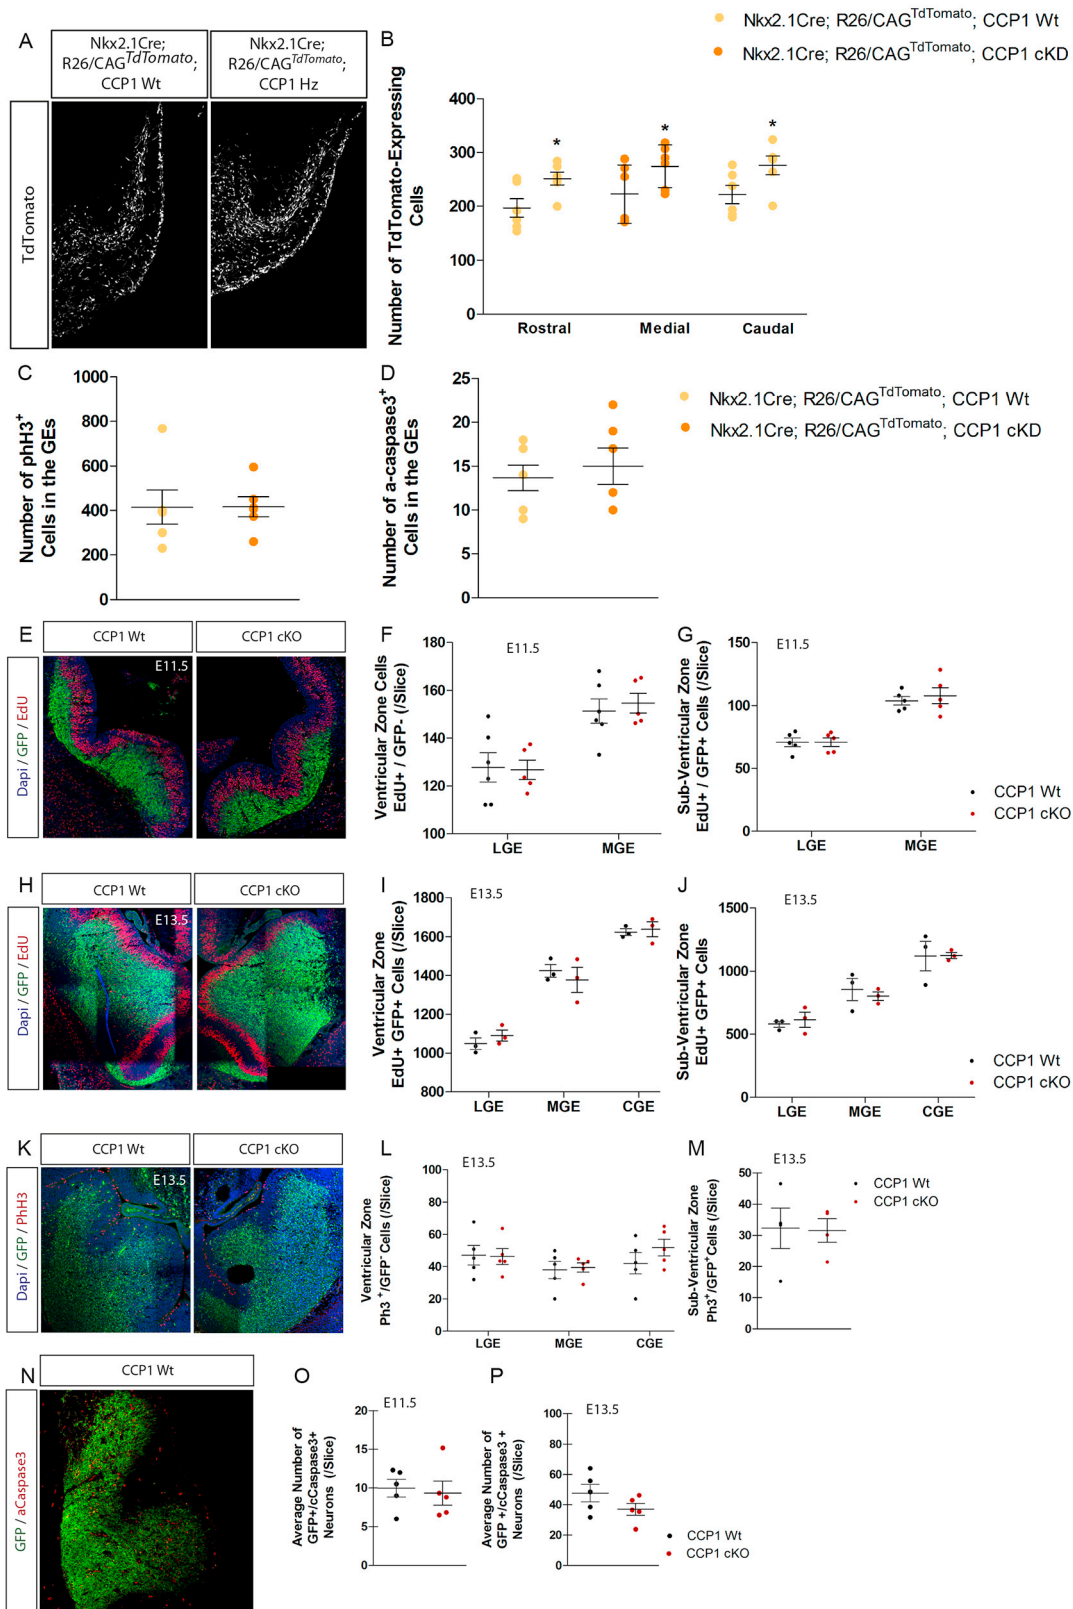 Nkx2.1Cre; R26/CAG^TdTomato; CCP1 Wt
Nkx2.1Cre; R26/CAG^TdTomato; CCP1 cKD
A
Nkx2.1Cre;
R26/CAG^TdTomato;
CCP1 Wt
Nkx2.1Cre;
R26/CAG^TdTomato;
CCP1 Hz
TdTomato
B
Number of TdTomato-Expressing
Cells
400
300
200
100
0
*
*
*
Rostral
Medial
Caudal
C
Number of phH3+
Cells in the GEs
1000
800
600
400
200
0
D
Number of a-caspase3+
Cells in the GEs
25
20
15
10
5
0
Nkx2.1Cre; R26/CAG^TdTomato; CCP1 Wt
Nkx2.1Cre; R26/CAG^TdTomato; CCP1 cKD
E
CCP1 Wt
CCP1 cKO
Dapi / GFP / EdU
E11.5
F
Ventricular Zone Cells
EdU+ / GFP- (/Slice)
180
160
140
120
100
E11.5
LGE
MGE
G
Sub-Ventricular Zone
EdU+ / GFP+ Cells (/Slice)
150
100
50
0
E11.5
LGE
MGE
CCP1 Wt
CCP1 cKO
H
CCP1 Wt
CCP1 cKO
Dapi / GFP / EdU
E13.5
I
Ventricular Zone
EdU+ GFP+ Cells (/Slice)
1800
1600
1400
1200
1000
800
E13.5
LGE
MGE
CGE
J
Sub-Ventricular Zone
EdU+ GFP+ Cells
1500
1000
500
0
E13.5
LGE
MGE
CGE
CCP1 Wt
CCP1 cKO
K
CCP1 Wt
CCP1 cKO
Dapi / GFP / PhH3
E13.5
L
Ventricular Zone
Ph3+/GFP- Cells (/Slice)
100
80
60
40
20
0
E13.5
LGE
MGE
CGE
M
Sub-Ventricular Zone
Ph3+/GFP+Cells (/Slice)
50
40
30
20
10
0
E13.5
CCP1 Wt
CCP1 cKO
N
CCP1 Wt
GFP / aCaspase3
O
Average Number of
GFP+/cCaspase3+
Neurons (/Slice)
20
15
10
5
0
E11.5
P
Average Number of
GFP +/cCaspase3 +
Neurons (/Slice)
100
80
60
40
20
0
E13.5
CCP1 Wt
CCP1 cKO